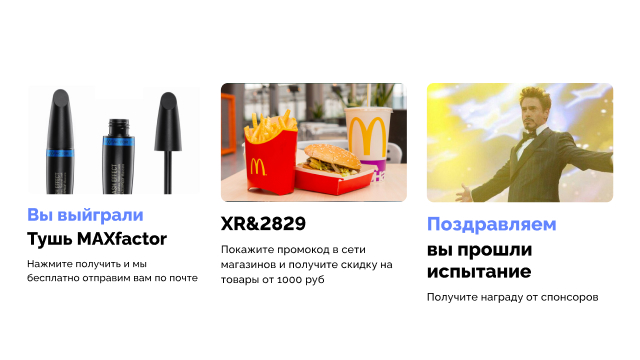 Вы выйграли
Тушь MAXfactor
Нажмите получить и мы
бесплатно отправим вам по почте
XR&2829
Покажите промокод в сети
магазинов и получите скидку на
товары от 1000 руб
Поздравляем
вы прошли
испытание
Получите награду от спонсоров